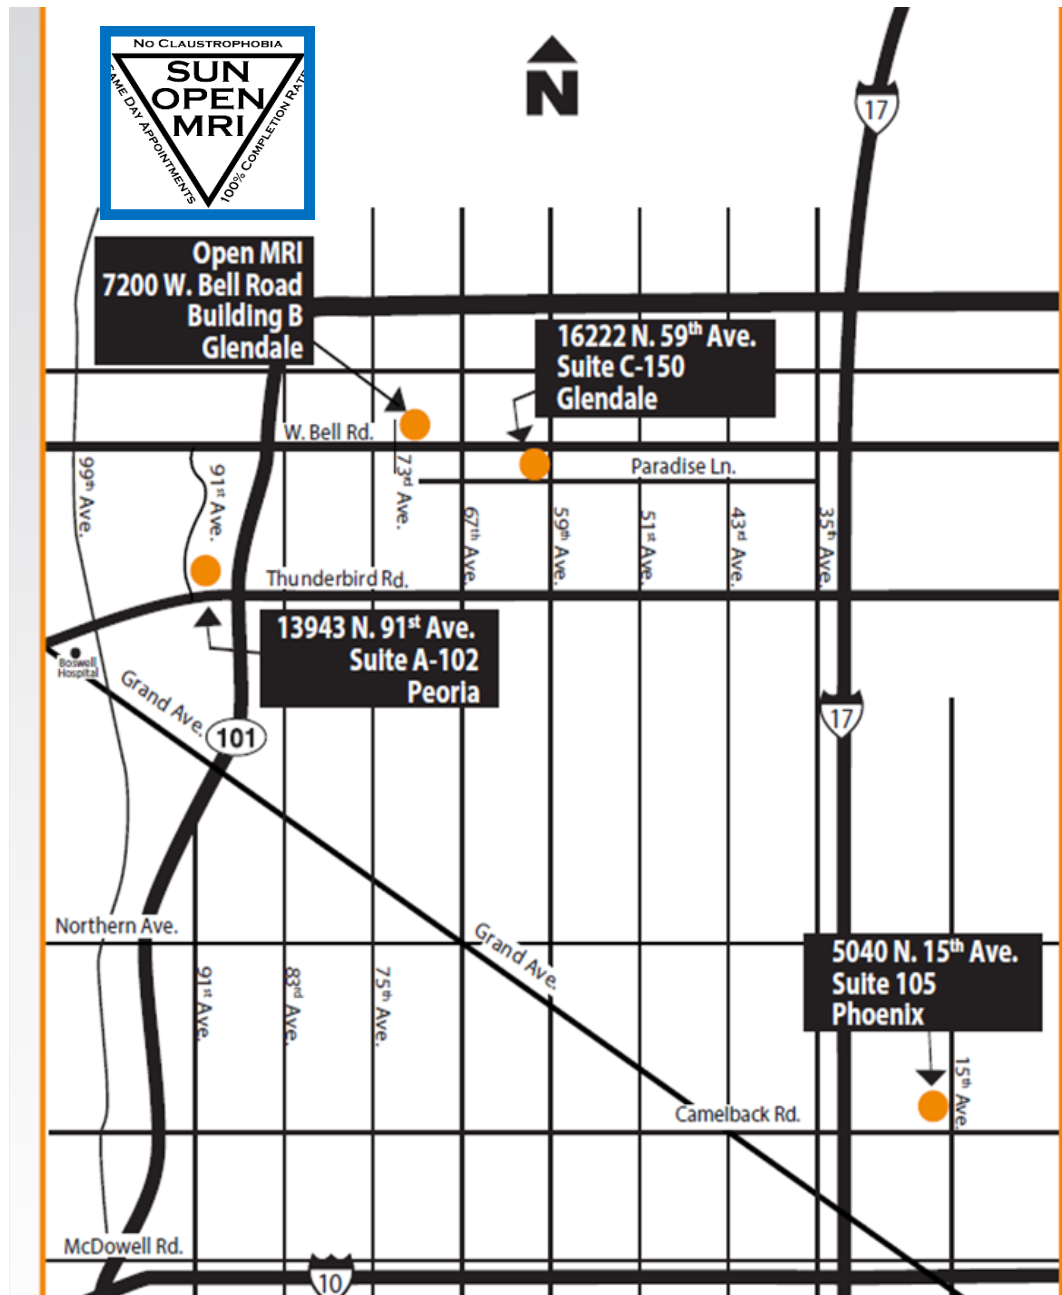 No Claustrophobia
Same Day Appointments
100% Completion Rate
SUN
OPEN
MRI
N
17
Open MRI
7200 W. Bell Road
Building B
Glendale
16222 N. 59th Ave.
Suite C-150
Glendale
W. Bell Rd.
Paradise Ln.
99th Ave.
91st Ave.
73rd Ave.
67th Ave.
59th Ave.
51st Ave.
43rd Ave.
35th Ave.
Thunderbird Rd.
13943 N. 91st Ave.
Suite A-102
Peoria
Boswell
Hospital
Grand Ave.
101
17
Northern Ave.
Grand Ave.
5040 N. 15th Ave.
Suite 105
Phoenix
91st Ave.
83rd Ave.
75th Ave.
15th Ave.
Camelback Rd.
McDowell Rd.
10